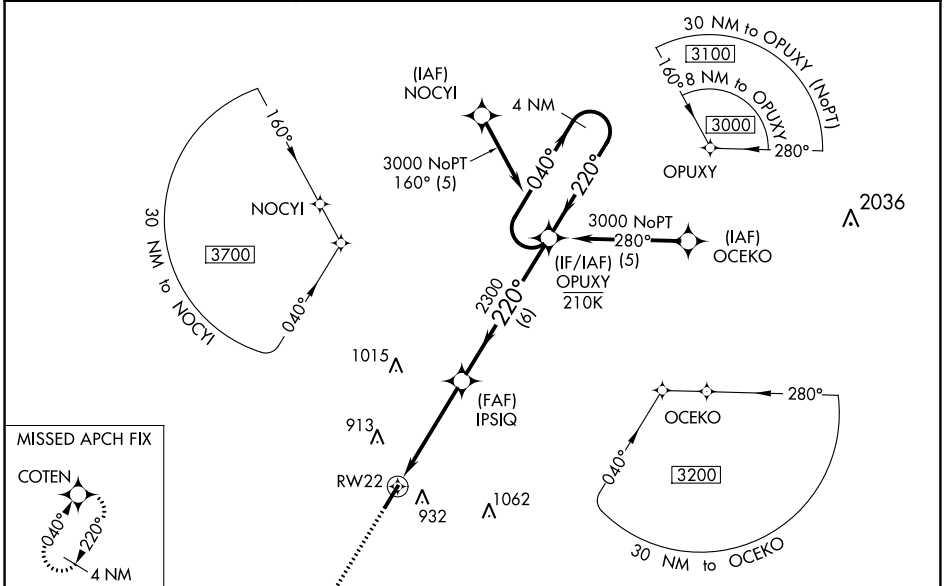 30 NM to OPUXY (NoPT)
3100
160°
8 NM to OPUXY
3000
280°
OPUXY
(IAF)
NOCYI
4 NM
3000 NoPT
160° (5)
040°
220°
160°
NOCYI
3700
30 NM to NOCYI
040°
2036
3000 NoPT
280°
(5)
(IAF)
OCEKO
(IF/IAF)
OPUXY
210K
2300
220°
(6)
1015
(FAF)
IPSIQ
913
RW22
932
1062
280°
OCEKO
040°
3200
30 NM to OCEKO
MISSED APCH FIX
COTEN
040°
220°
4 NM